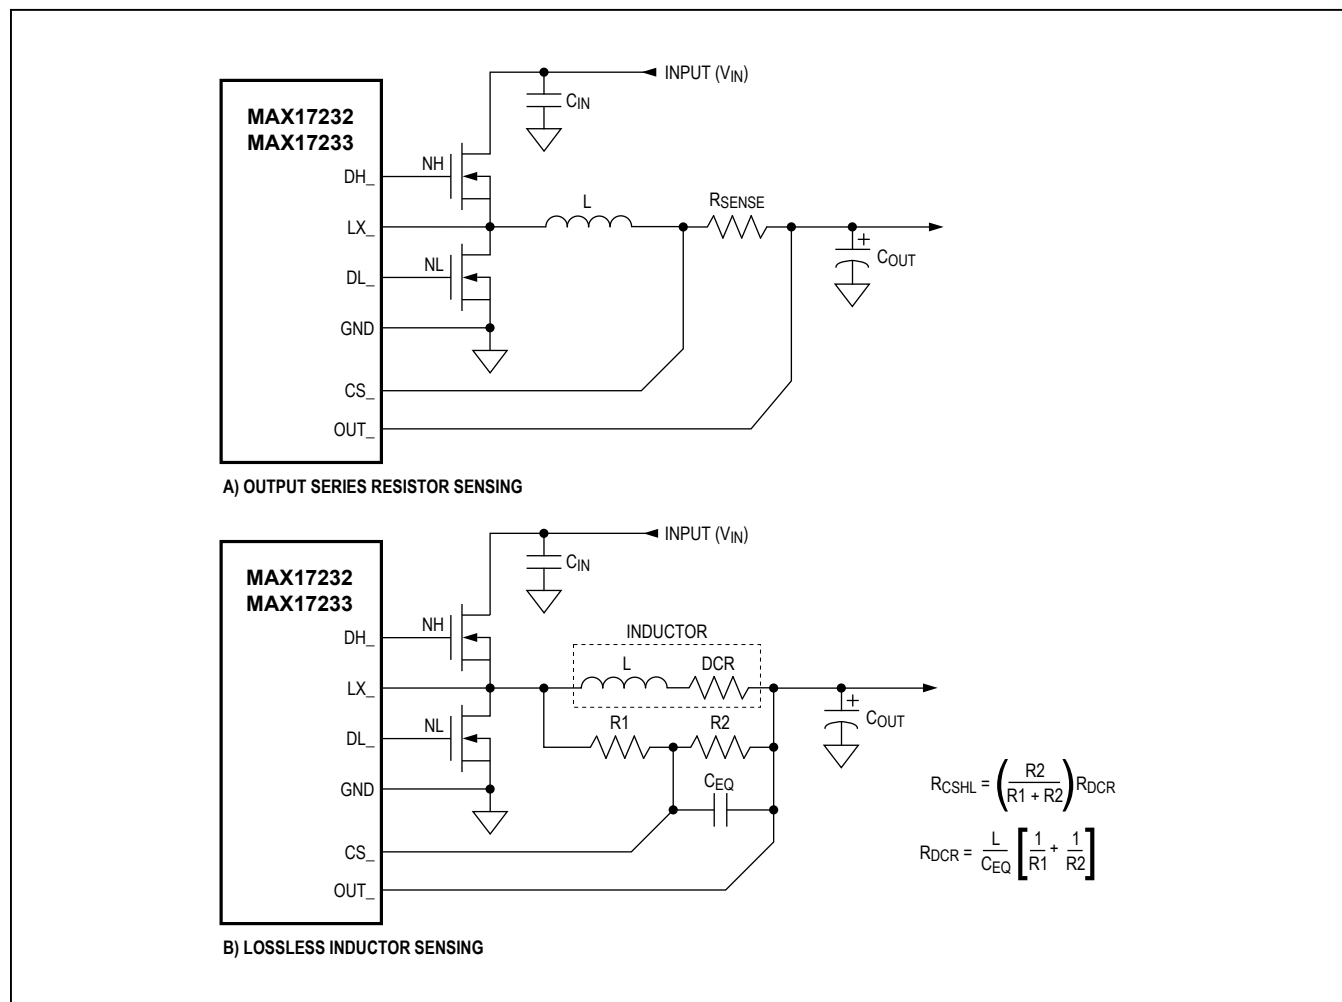 INPUT (VIN)
CIN
MAX17232
MAX17233
NH
DH_
L
RSENSE
LX_
+
COUT
NL
DL_
GND
CS_
OUT_
A) OUTPUT SERIES RESISTOR SENSING
INPUT (VIN)
CIN
MAX17232
MAX17233
NH
DH_
INDUCTOR
L
DCR
LX_
+
COUT
NL
R1
R2
DL_
CEQ
GND
CS_
OUT_
RCSHL = (R2 / R1 + R2) RDCR
RDCR = L / CEQ [1 / R1 + 1 / R2]
B) LOSSLESS INDUCTOR SENSING